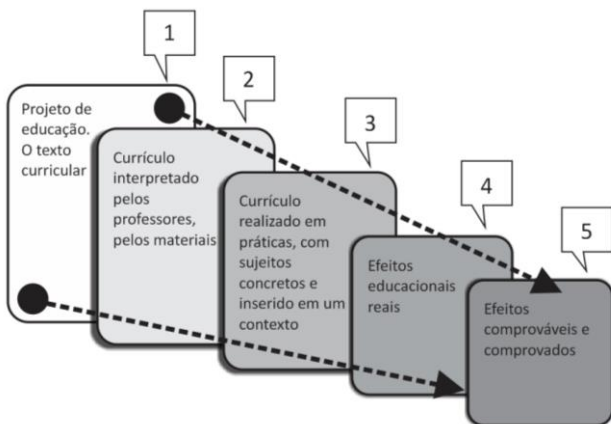 1
Projeto de
educação.
O texto
curricular
2
Currículo
interpretado
pelos
professores,
pelos materiais
3
Currículo
realizado em
práticas, com
sujeitos
concretos e
inserido em um
contexto
4
Efeitos
educacionais
reais
5
Efeitos
comprováveis e
comprovados